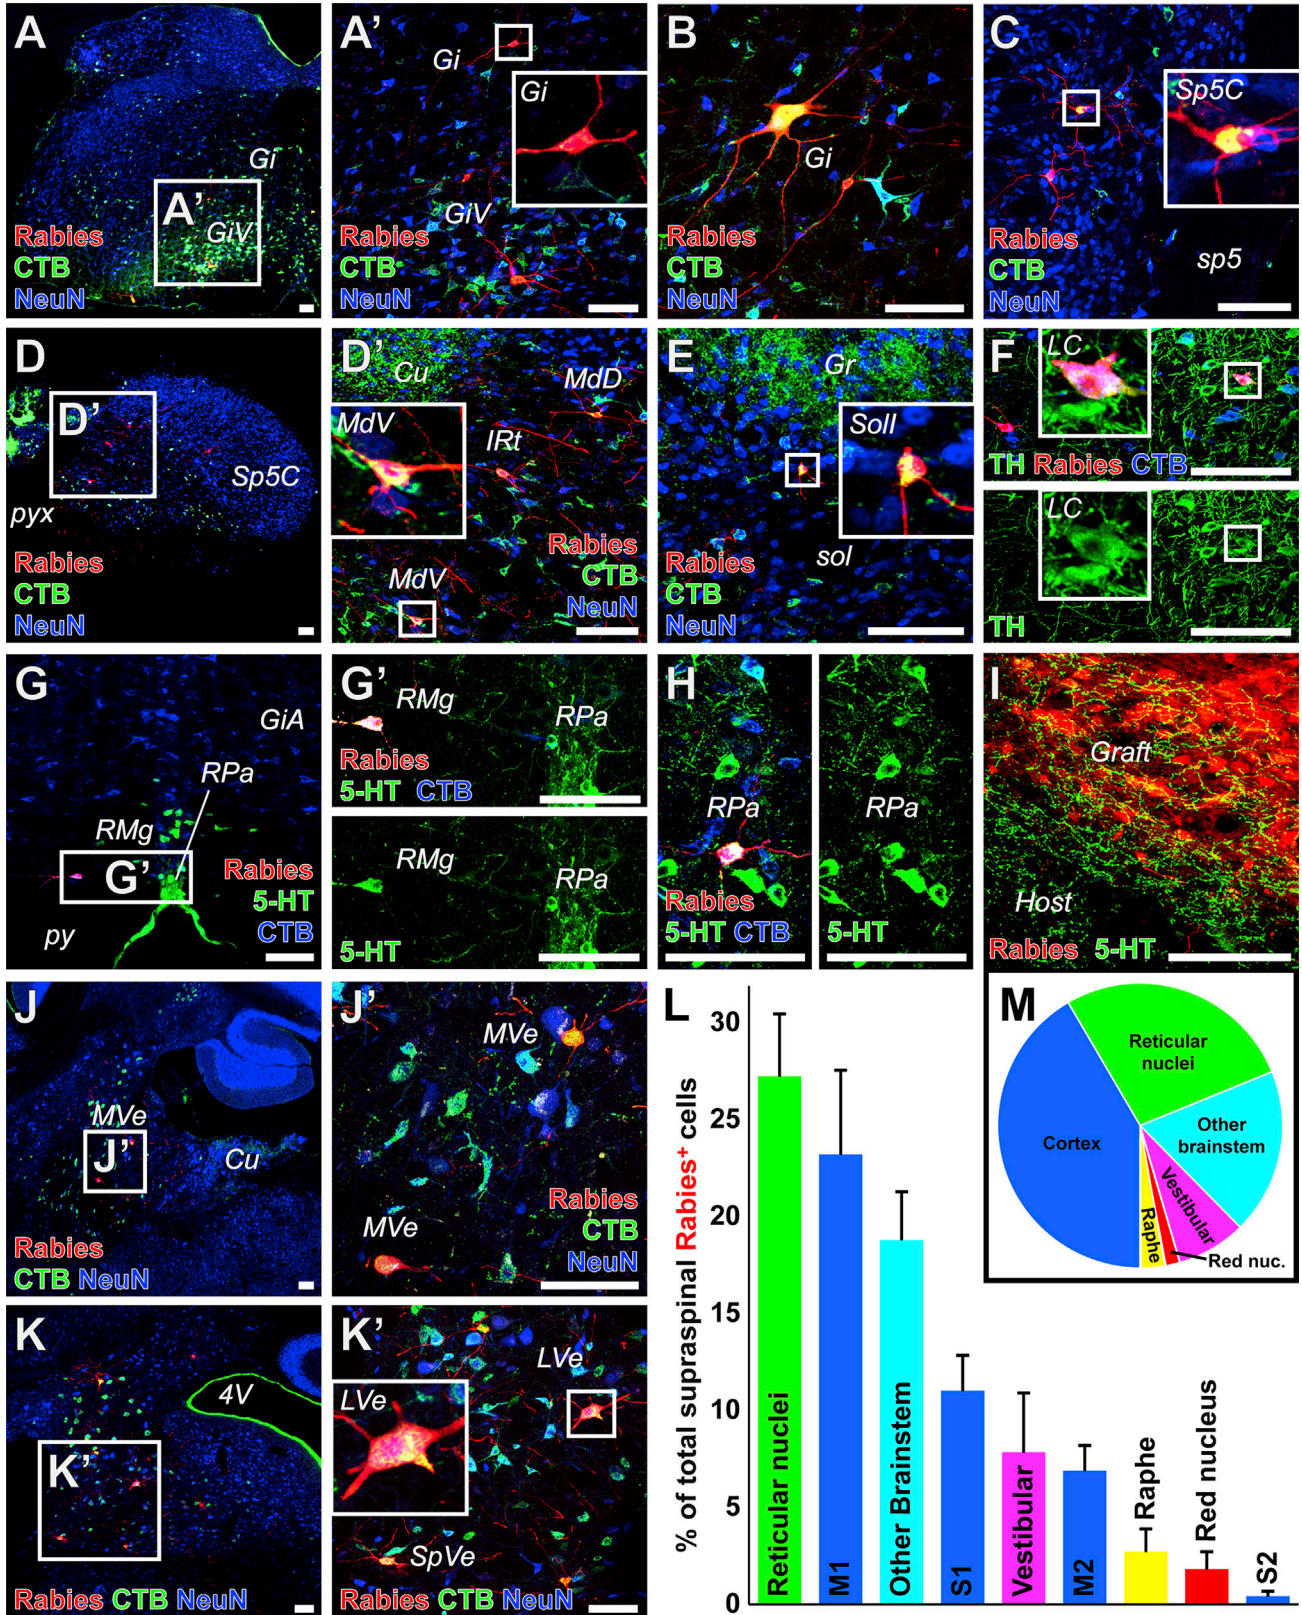 A
Gi
A'
GiV
Rabies
CTB
NeuN
A'
Gi
Gi
GiV
Rabies
CTB
NeuN
B
Gi
Rabies
CTB
NeuN
C
Sp5C
Rabies
CTB
NeuN
sp5
D
D'
Sp5C
pyx
Rabies
CTB
NeuN
D'
Cu
MdD
MdV
IRt
Rabies
MdV
CTB
NeuN
E
Gr
SolI
sol
Rabies
CTB
NeuN
F
LC
TH Rabies CTB
LC
TH
G
GiA
RPa
RMg
G'
Rabies
5-HT
CTB
py
G'
RMg
RPa
Rabies
5-HT CTB
RMg
RPa
5-HT
H
RPa
Rabies
5-HT CTB
RPa
5-HT
I
Graft
Host
Rabies 5-HT
J
MVe
J'
Cu
Rabies
CTB NeuN
J'
MVe
MVe
Rabies
CTB
NeuN
K
4V
K'
Rabies CTB NeuN
K'
LVe
LVe
SpVe
Rabies CTB NeuN
L
% of total supraspinal Rabies+ cells
30
25
20
15
10
5
0
Reticular nuclei
M1
Other Brainstem
S1
Vestibular
M2
Raphe
Red nucleus
S2
M
Reticular
nuclei
Other
brainstem
Cortex
Vestibular
Raphe
Red nuc.